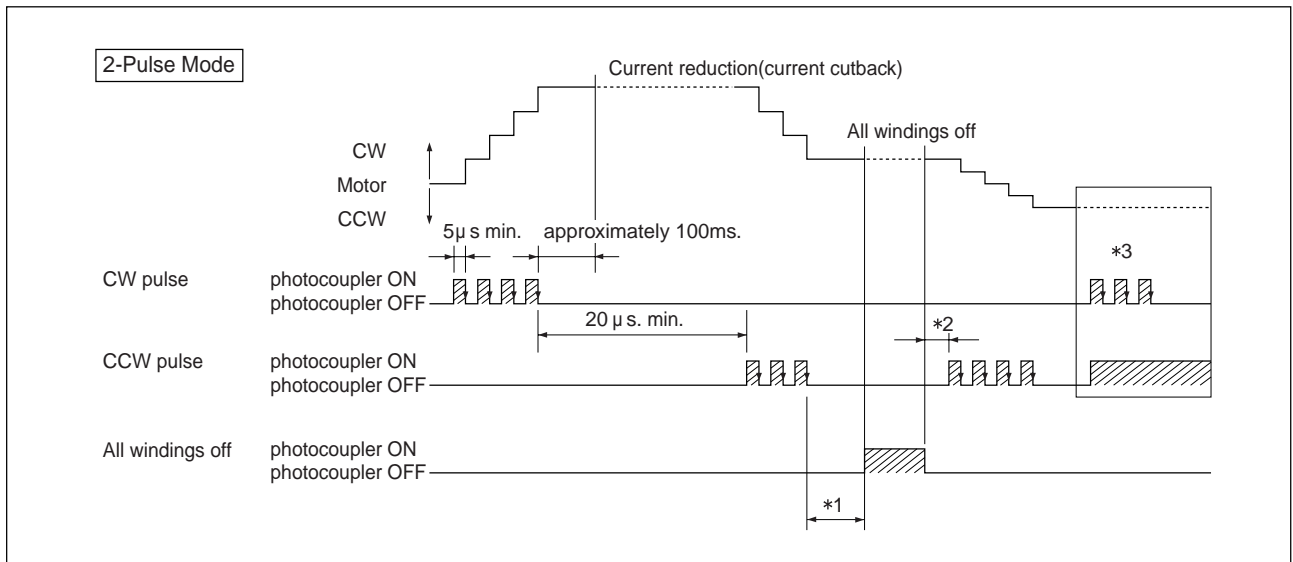 2-Pulse Mode
Current reduction(current cutback)
All windings off
CW
Motor
CCW
5μ s min.
approximately 100ms.
CW pulse
photocoupler ON
photocoupler OFF
*3
20 μ s. min.
*2
CCW pulse
photocoupler ON
photocoupler OFF
All windings off
photocoupler ON
photocoupler OFF
*1